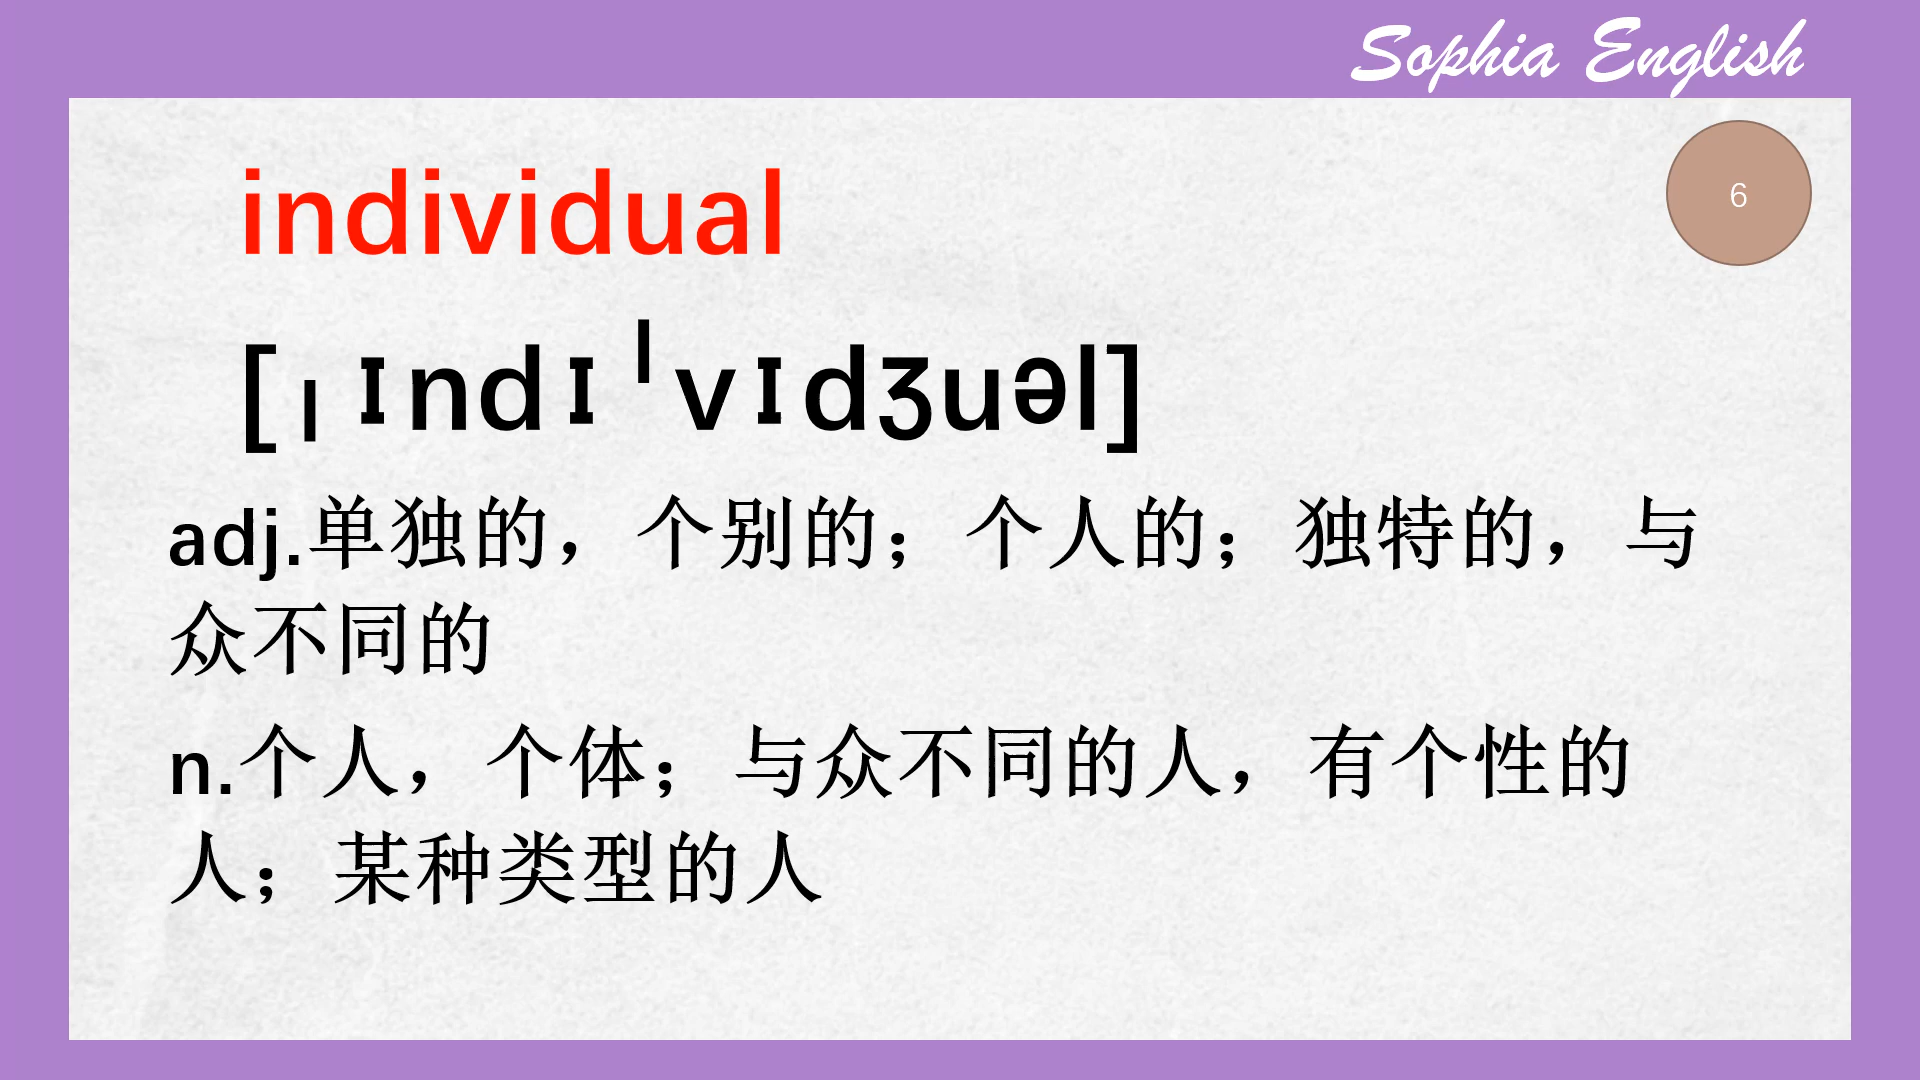 Sophia English
6
individual
[ˌɪndɪˈvɪdʒuəl]
adj.单独的，个别的；个人的；独特的，与
众不同的
n.个人，个体；与众不同的人，有个性的
人；某种类型的人